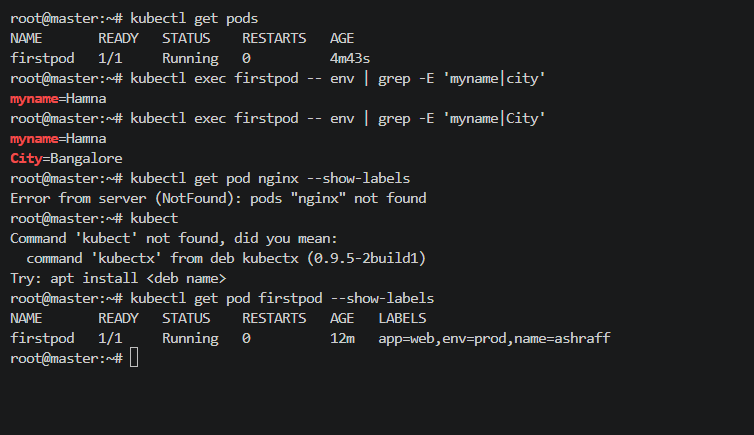 root@master:~# kubectl get pods
NAME       READY   STATUS    RESTARTS   AGE
firstpod   1/1     Running   0          4m43s
root@master:~# kubectl exec firstpod -- env | grep -E 'myname|city'
myname=Hamna
root@master:~# kubectl exec firstpod -- env | grep -E 'myname|City'
myname=Hamna
City=Bangalore
root@master:~# kubectl get pod nginx --show-labels
Error from server (NotFound): pods "nginx" not found
root@master:~# kubect
Command 'kubect' not found, did you mean:
  command 'kubectx' from deb kubectx (0.9.5-2build1)
Try: apt install <deb name>
root@master:~# kubectl get pod firstpod --show-labels
NAME       READY   STATUS    RESTARTS   AGE   LABELS
firstpod   1/1     Running   0          12m   app=web,env=prod,name=ashraff
root@master:~#